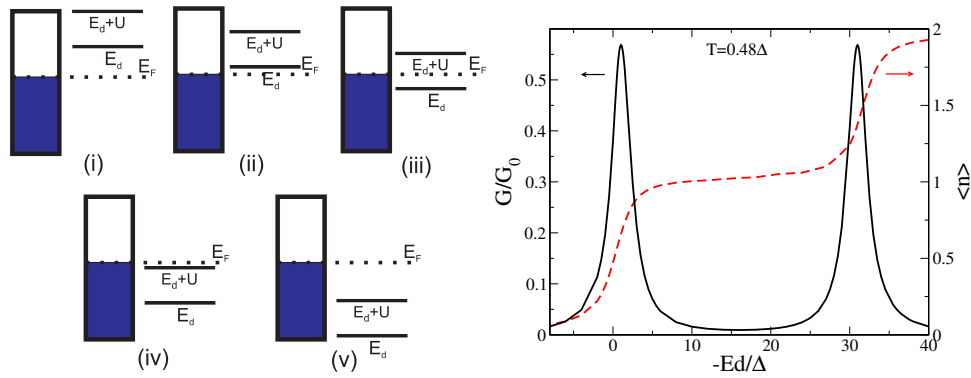 E_d+U
E_d
E_F
(i)
E_d+U
E_d
E_F
(ii)
E_d+U
E_d
E_F
(iii)
E_F
E_d+U
E_d
(iv)
E_F
E_d+U
E_d
(v)
T=0.48Δ
G/G_0
0.5
0.4
0.3
0.2
0.1
0
0
10
20
30
40
-Ed/Δ
2
1.5
1
0.5
0
<n>